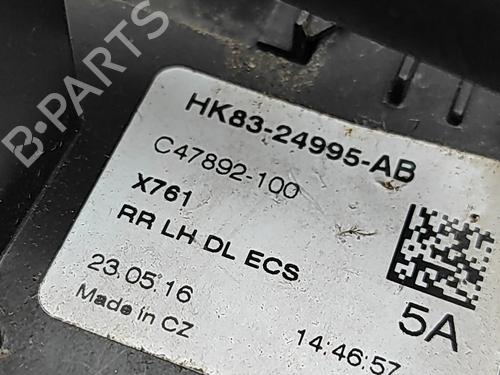 B-PARTS
HK83-24995-AB
C47892-100
X761
RR LH DL ECS
23.05.16
Made in CZ
14:46:57
5A